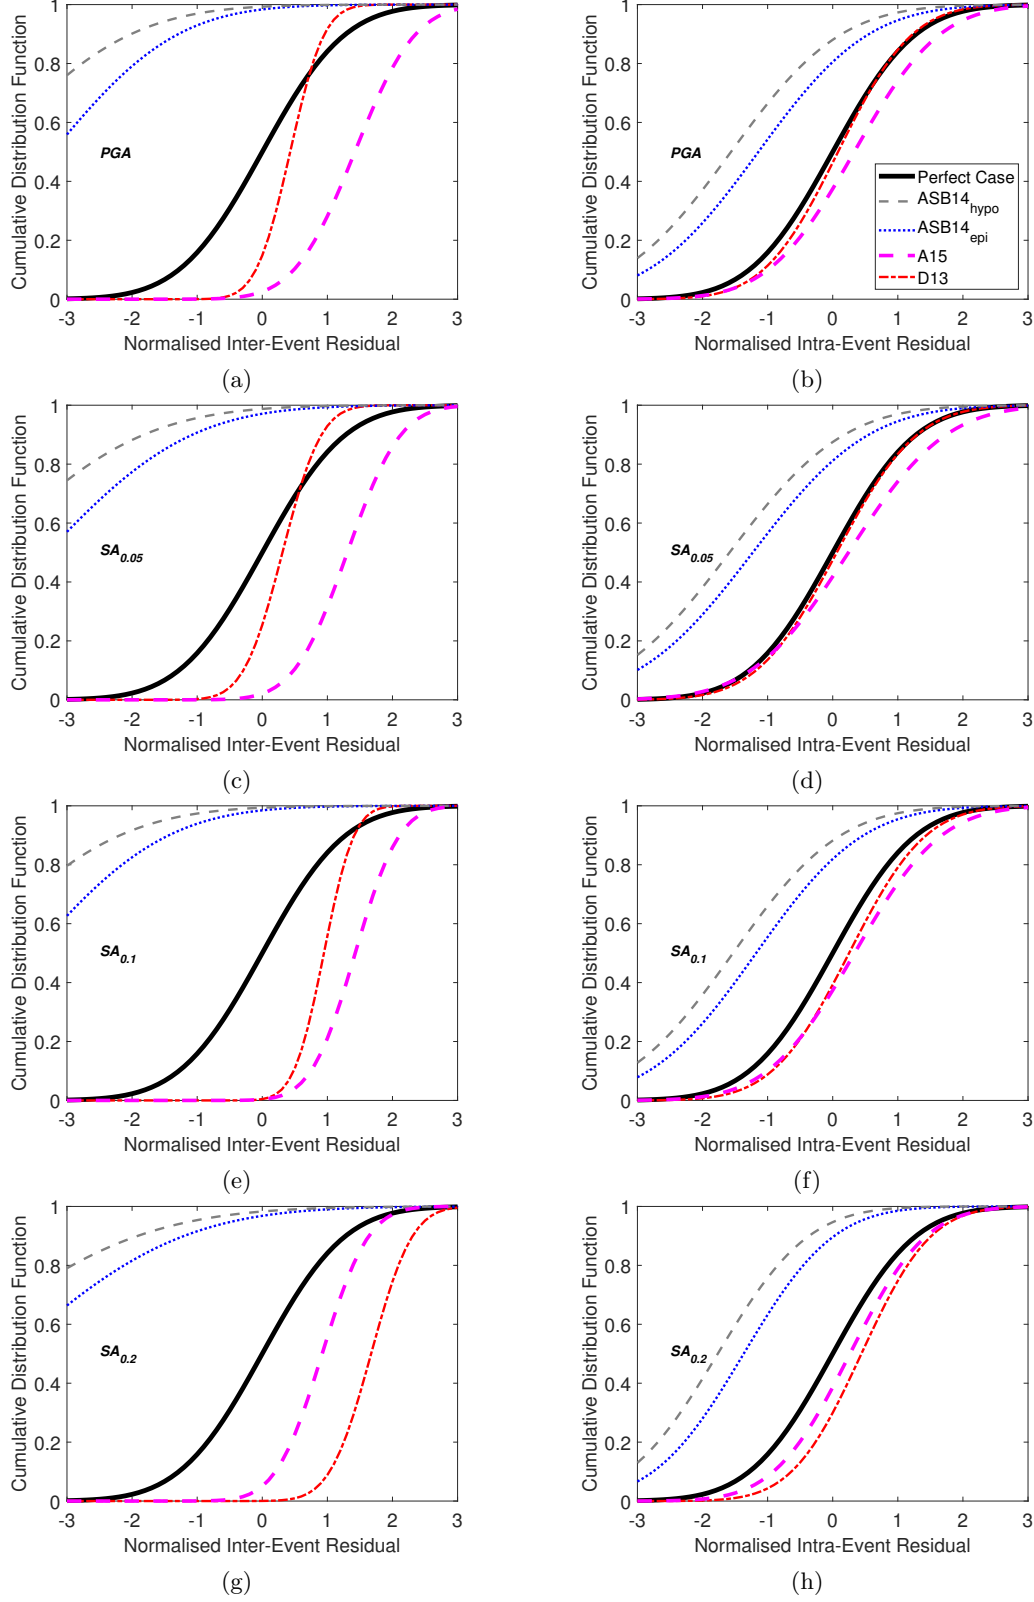 Cumulative Distribution Function
1
0.8
0.6
0.4
0.2
0
PGA
-3 -2 -1 0 1 2 3
Normalised Inter-Event Residual
(a)
Cumulative Distribution Function
1
0.8
0.6
0.4
0.2
0
PGA
Perfect Case
ASB14hypo
ASB14epi
A15
D13
-3 -2 -1 0 1 2 3
Normalised Intra-Event Residual
(b)
Cumulative Distribution Function
1
0.8
0.6
0.4
0.2
0
SA0.05
-3 -2 -1 0 1 2 3
Normalised Inter-Event Residual
(c)
Cumulative Distribution Function
1
0.8
0.6
0.4
0.2
0
SA0.05
-3 -2 -1 0 1 2 3
Normalised Intra-Event Residual
(d)
Cumulative Distribution Function
1
0.8
0.6
0.4
0.2
0
SA0.1
-3 -2 -1 0 1 2 3
Normalised Inter-Event Residual
(e)
Cumulative Distribution Function
1
0.8
0.6
0.4
0.2
0
SA0.1
-3 -2 -1 0 1 2 3
Normalised Intra-Event Residual
(f)
Cumulative Distribution Function
1
0.8
0.6
0.4
0.2
0
SA0.2
-3 -2 -1 0 1 2 3
Normalised Inter-Event Residual
(g)
Cumulative Distribution Function
1
0.8
0.6
0.4
0.2
0
SA0.2
-3 -2 -1 0 1 2 3
Normalised Intra-Event Residual
(h)